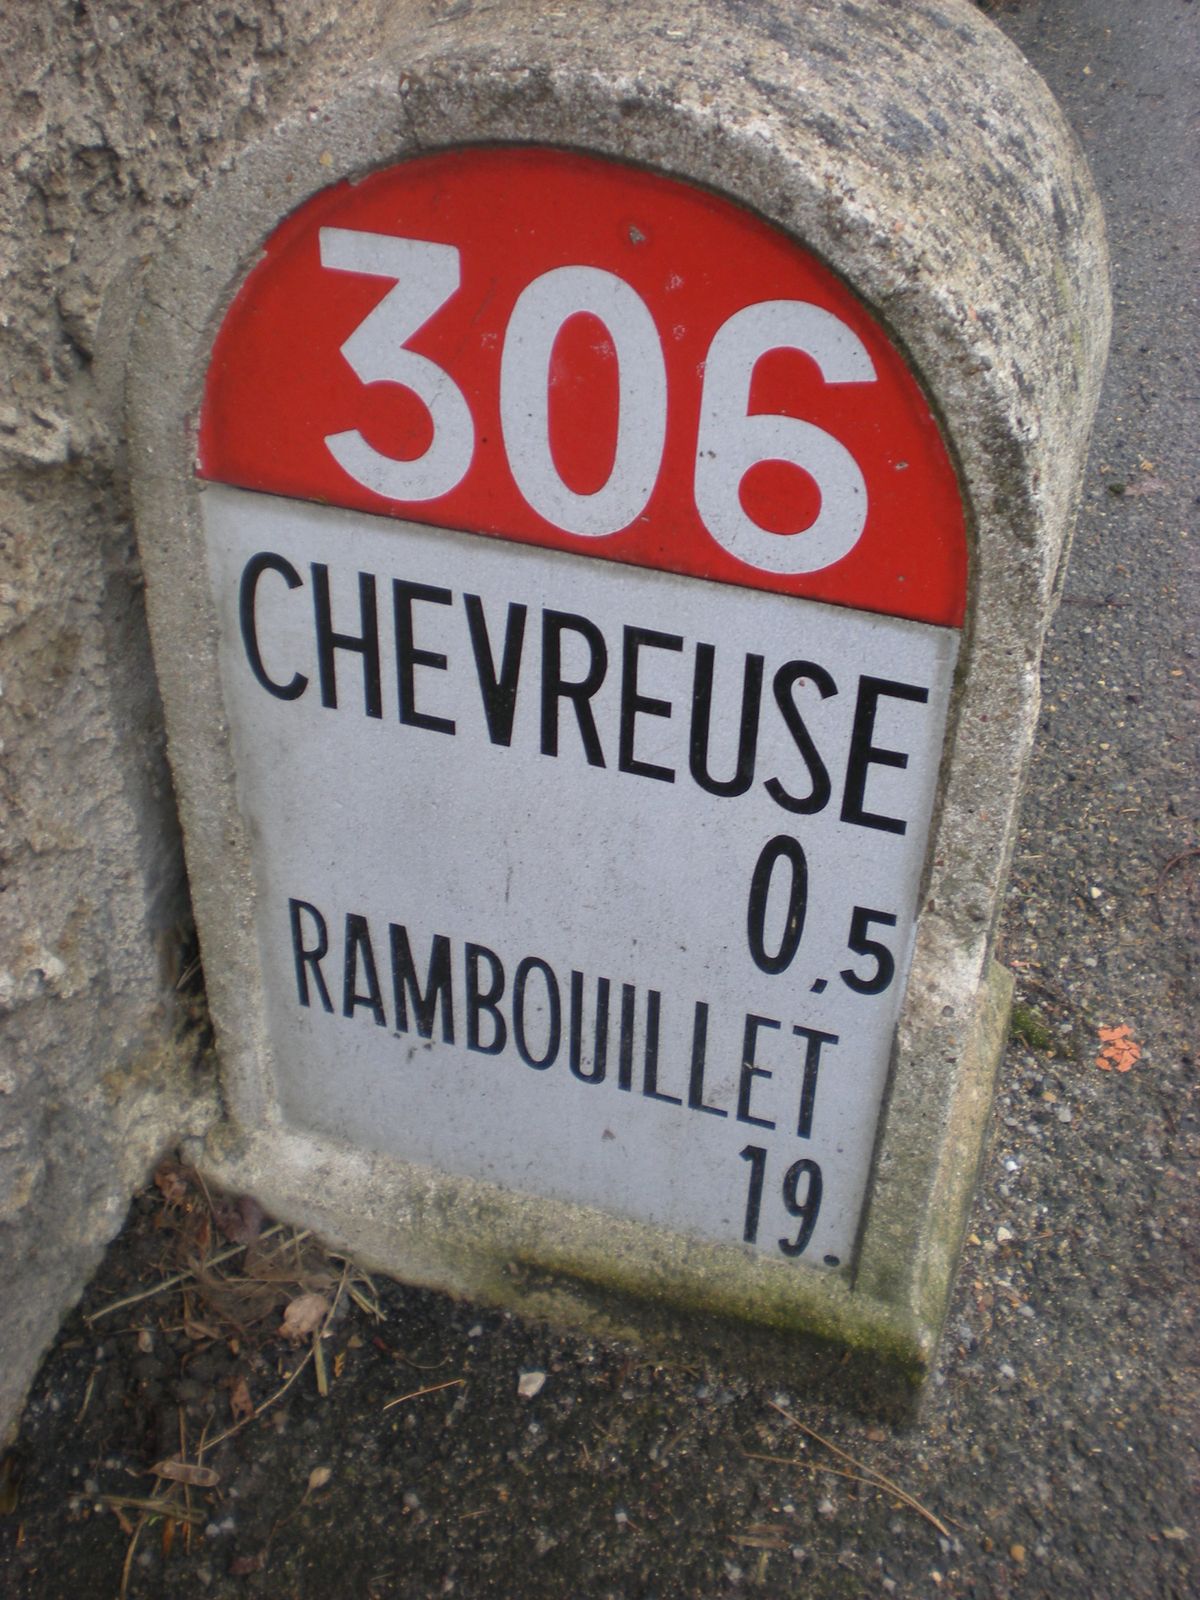 306
CHEVREUSE
0,5
RAMBOUILLET
19.